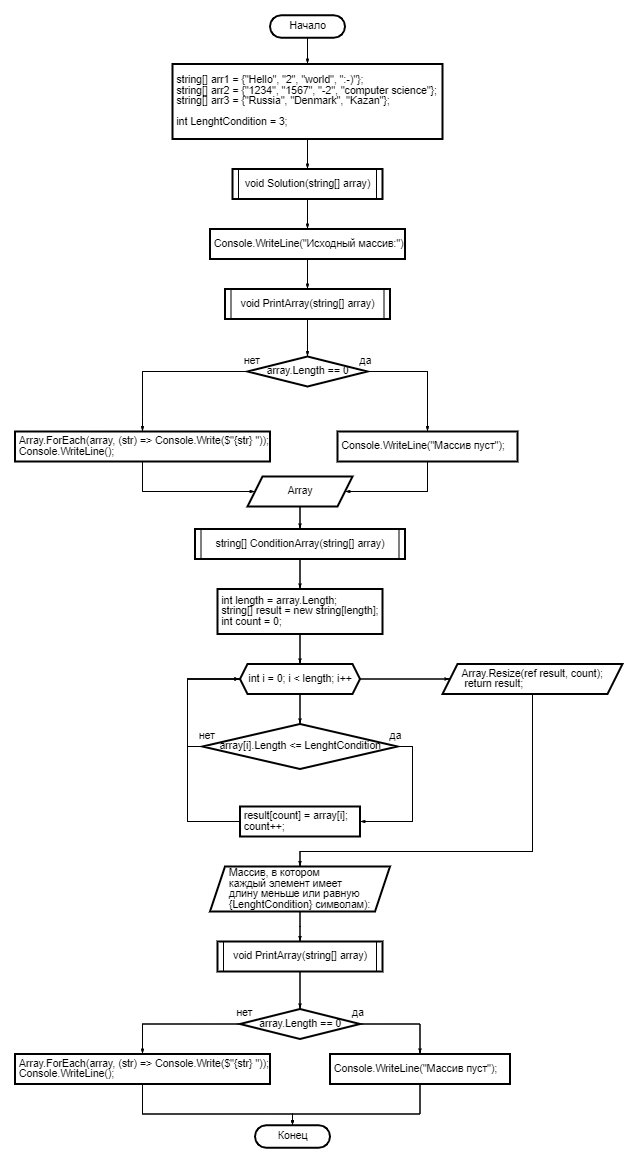 Начало
string[] arr1 = {"Hello", "2", "world", ":-)"};
string[] arr2 = {"1234", "1567", "-2", "computer science"};
string[] arr3 = {"Russia", "Denmark", "Kazan"};
int LenghtCondition = 3;
void Solution(string[] array)
Console.WriteLine("Исходный массив:")
void PrintArray(string[] array)
нет
да
array.Length == 0
Array.ForEach(array, (str) => Console.Write($"{str} "));
Console.WriteLine();
Console.WriteLine("Массив пуст");
Array
string[] ConditionArray(string[] array)
int length = array.Length;
string[] result = new string[length];
int count = 0;
int i = 0; i < length; i++
Array.Resize(ref result, count);
return result;
нет
да
array[i].Length <= LenghtCondition
result[count] = array[i];
count++;
Массив, в котором
каждый элемент имеет
длину меньше или равную
{LenghtCondition} символам):
void PrintArray(string[] array)
нет
да
array.Length == 0
Array.ForEach(array, (str) => Console.Write($"{str} "));
Console.WriteLine();
Console.WriteLine("Массив пуст");
Конец